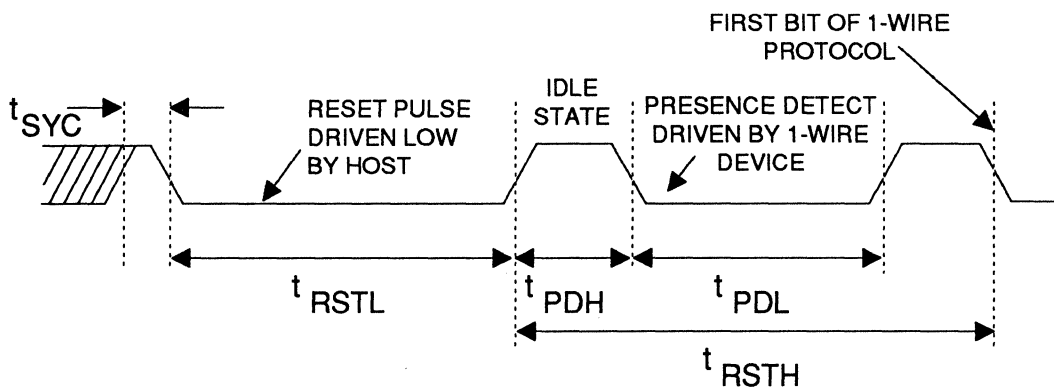 FIRST BIT OF 1-WIRE
PROTOCOL
t SYC
RESET PULSE
DRIVEN LOW
BY HOST
IDLE
STATE
PRESENCE DETECT
DRIVEN BY 1-WIRE
DEVICE
t RSTL
t PDH
t PDL
t RSTH